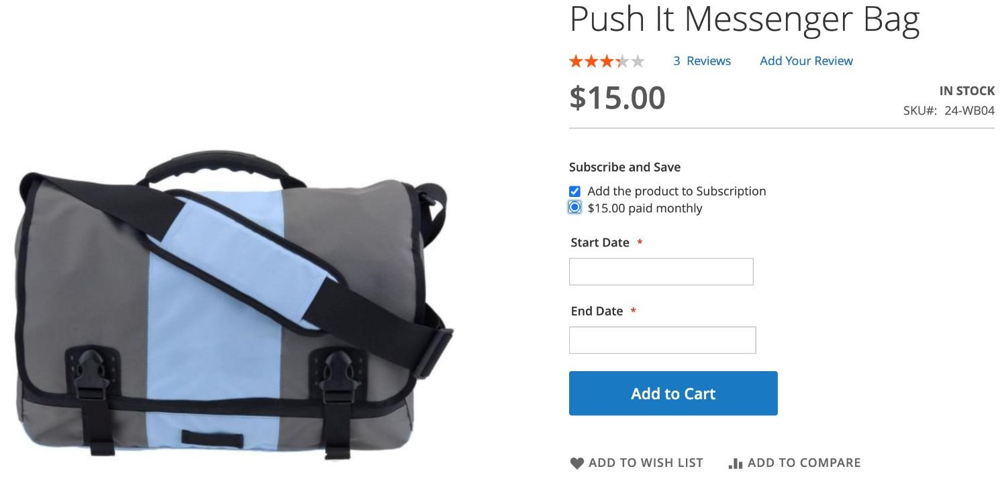 Push It Messenger Bag
3 Reviews Add Your Review
$15.00
IN STOCK
SKU#: 24-WB04
Subscribe and Save
Add the product to Subscription
$15.00 paid monthly
Start Date *
End Date *
Add to Cart
ADD TO WISH LIST ADD TO COMPARE